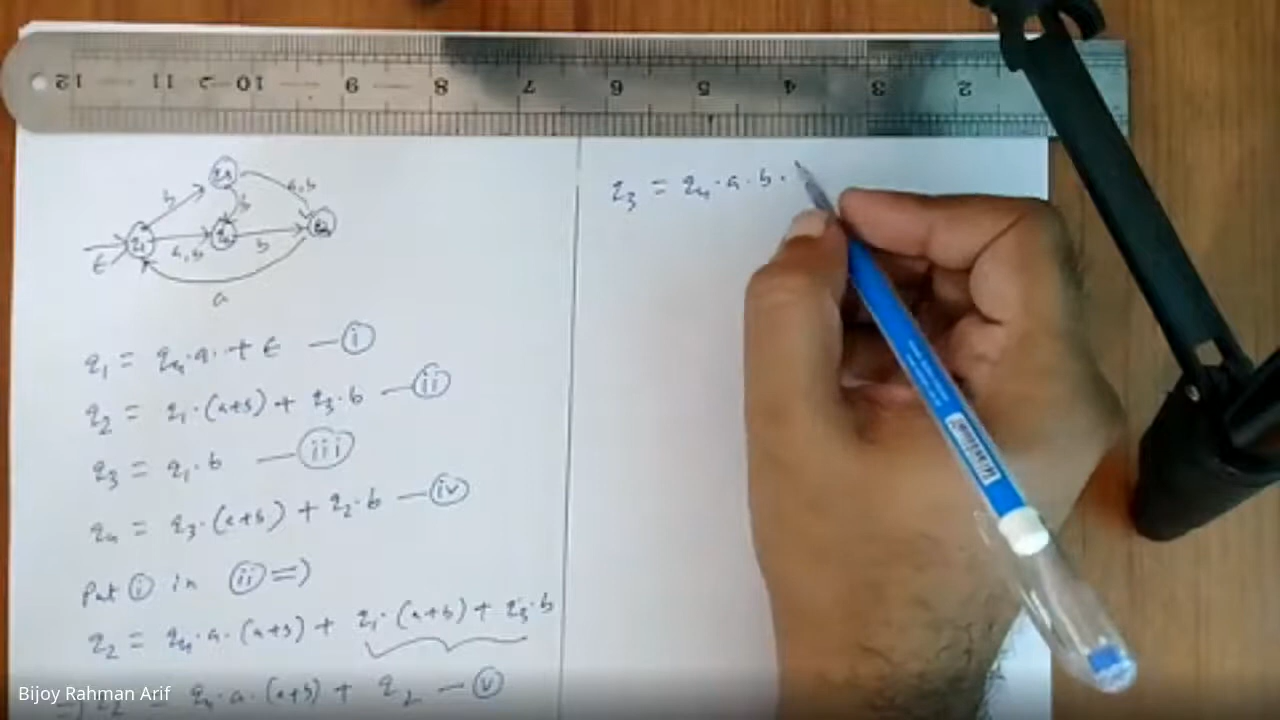 12 11 10 9 8 7 6 5 4 3 2
b
a,b
b
a,b
b
ε
a
q₁ = q₄·a·+ ε — (i)
q₂ = q₁·(a+b) + q₃·b — (ii)
q₃ = q₁·b — (iii)
q₄ = q₃·(a+b) + q₂·b — (iv)
Put (i) in (ii) =>
q₂ = q₄·a·(a+b) + q₁·(a+b) + q₃·b
=> q₂ = q₄·a·(a+b) + q₂ — (v)
q₃ = q₄·a·b·
Bijoy Rahman Arif